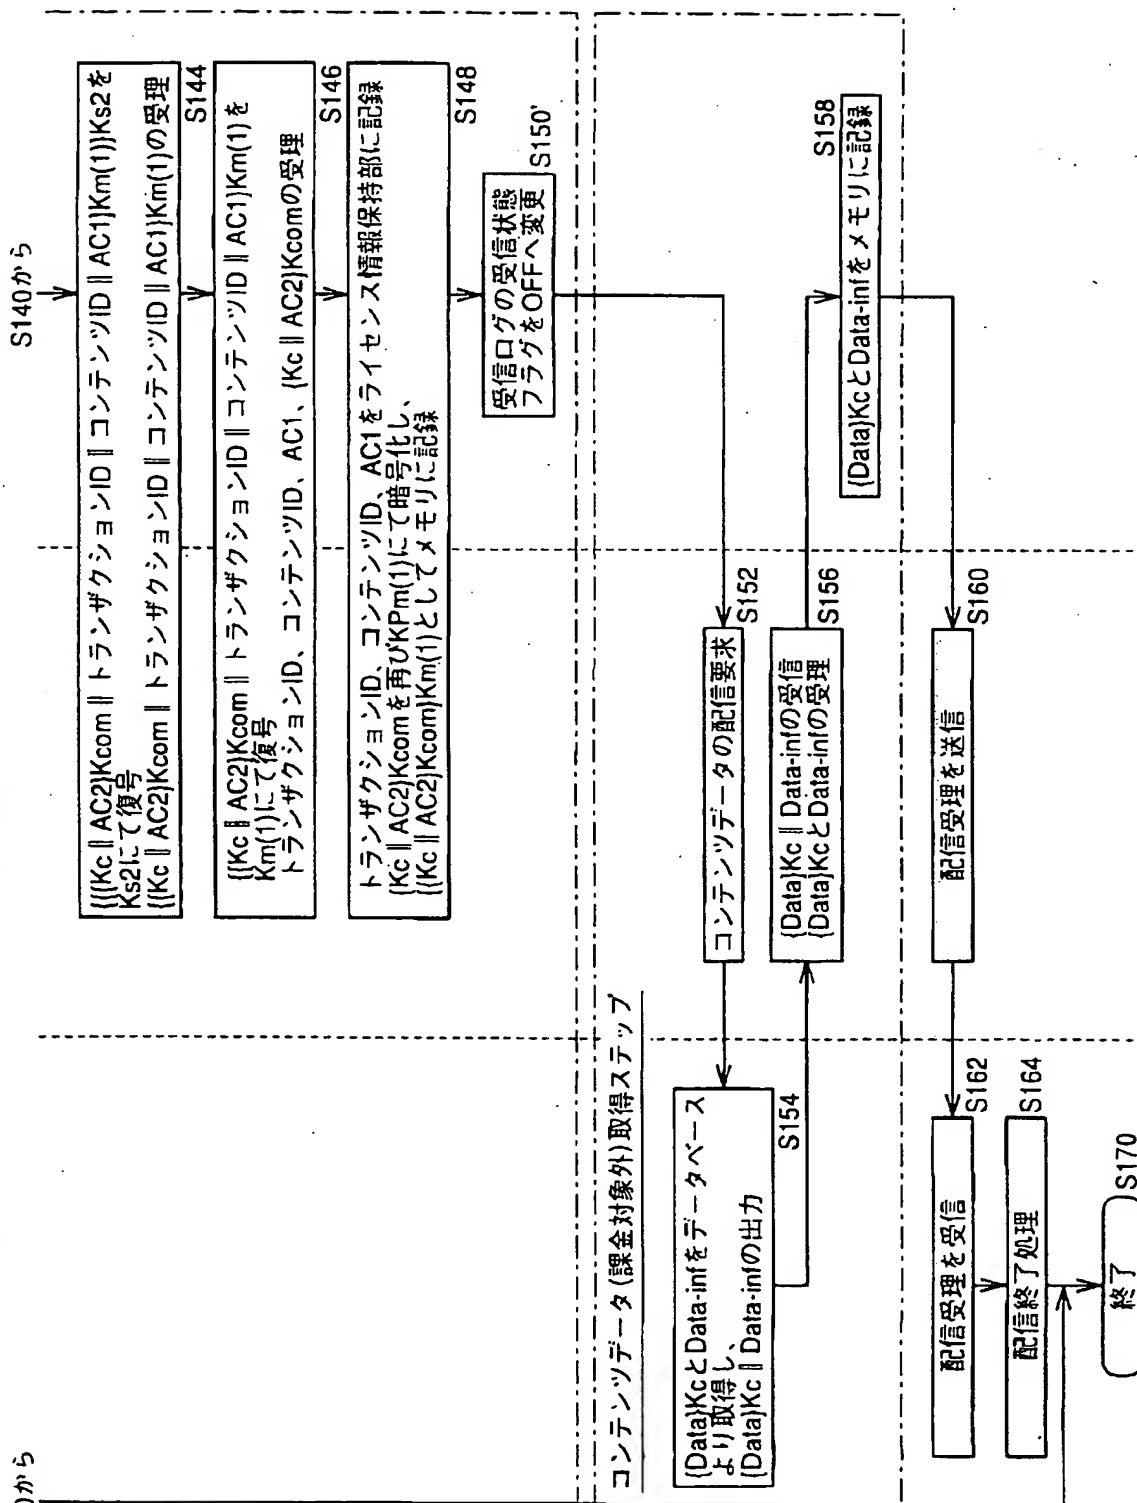 S140から
{{{Kc ∥ AC2}Kcom ∥ トランザクションID ∥ コンテンツID ∥ AC1}Km(1)}Ks2を
Ks2にて復号
{{Kc ∥ AC2}Kcom ∥ トランザクションID ∥ コンテンツID ∥ AC1}Km(1)の受理
S144
{{Kc ∥ AC2}Kcom ∥ トランザクションID ∥ コンテンツID ∥ AC1}Km(1)を
Km(1)にて復号
トランザクションID、コンテンツID、AC1、{Kc ∥ AC2}Kcomの受理
S146
トランザクションID、コンテンツID、AC1をライセンス情報保持部に記録
{Kc ∥ AC2}Kcomを再びKPm(1)にて暗号化し、
{{Kc ∥ AC2}Kcom}Km(1)としてメモリに記録
S148
受信ログの受信状態
フラグをOFFへ変更
S150'
コンテンツデータ(課金対象外)取得ステップ
コンテンツデータの配信要求
S152
{Data}KcとData-infをデータベース
より取得し、
{Data}Kc ∥ Data-infの出力
S154
{Data}Kc ∥ Data-infの受信
{Data}KcとData-infの受理
S156
{Data}KcとData-infをメモリに記録
S158
配信受理を送信
S160
配信受理を受信
S162
配信終了処理
S164
終了
S170
から